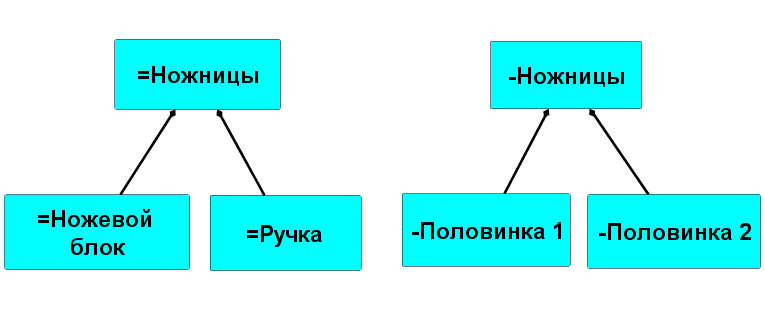 =Ножницы
-Ножницы
=Ножевой
блок
=Ручка
-Половинка 1
-Половинка 2